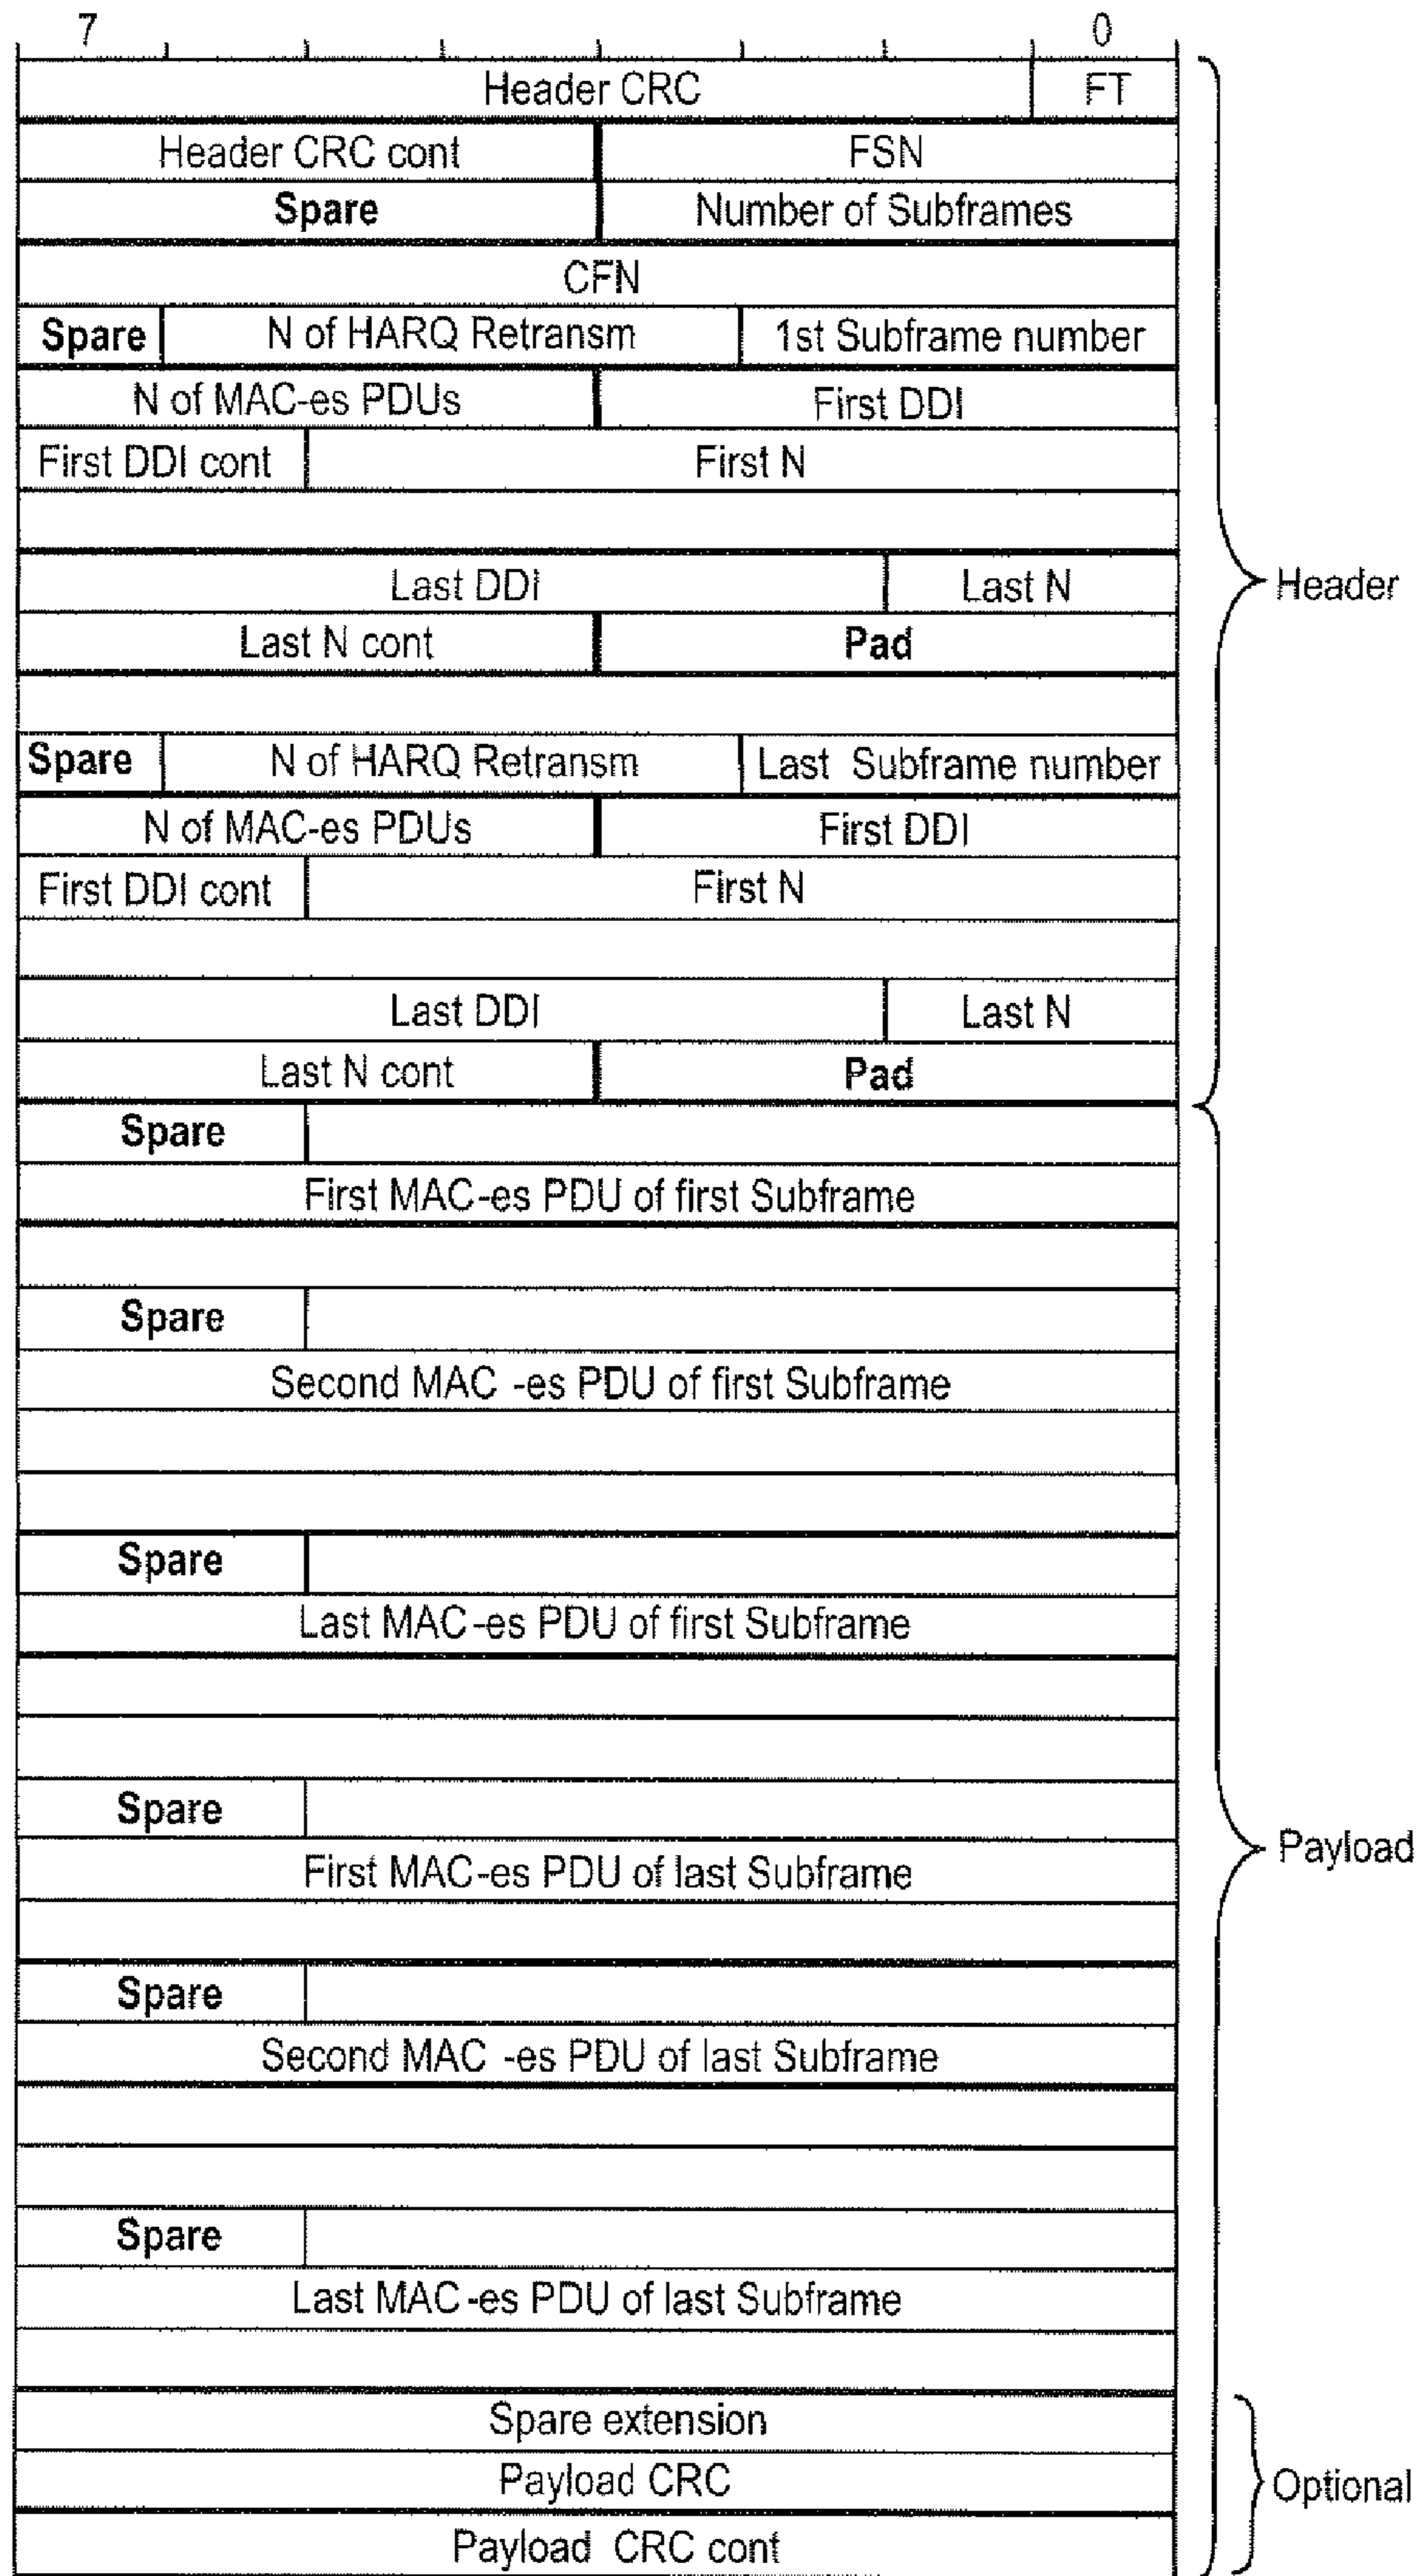 7 0
Header CRC FT
Header CRC cont FSN
Spare Number of Subframes
CFN
Spare N of HARQ Retransm 1st Subframe number
N of MAC-es PDUs First DDI
First DDI cont First N
Last DDI Last N
Header
Last N cont Pad
Spare N of HARQ Retransm Last Subframe number
N of MAC-es PDUs First DDI
First DDI cont First N
Last DDI Last N
Last N cont Pad
Spare
First MAC-es PDU of first Subframe
Spare
Second MAC -es PDU of first Subframe
Spare
Last MAC-es PDU of first Subframe
Spare
Payload
First MAC-es PDU of last Subframe
Spare
Second MAC -es PDU of last Subframe
Spare
Last MAC-es PDU of last Subframe
Spare extension
Payload CRC
Optional
Payload CRC cont